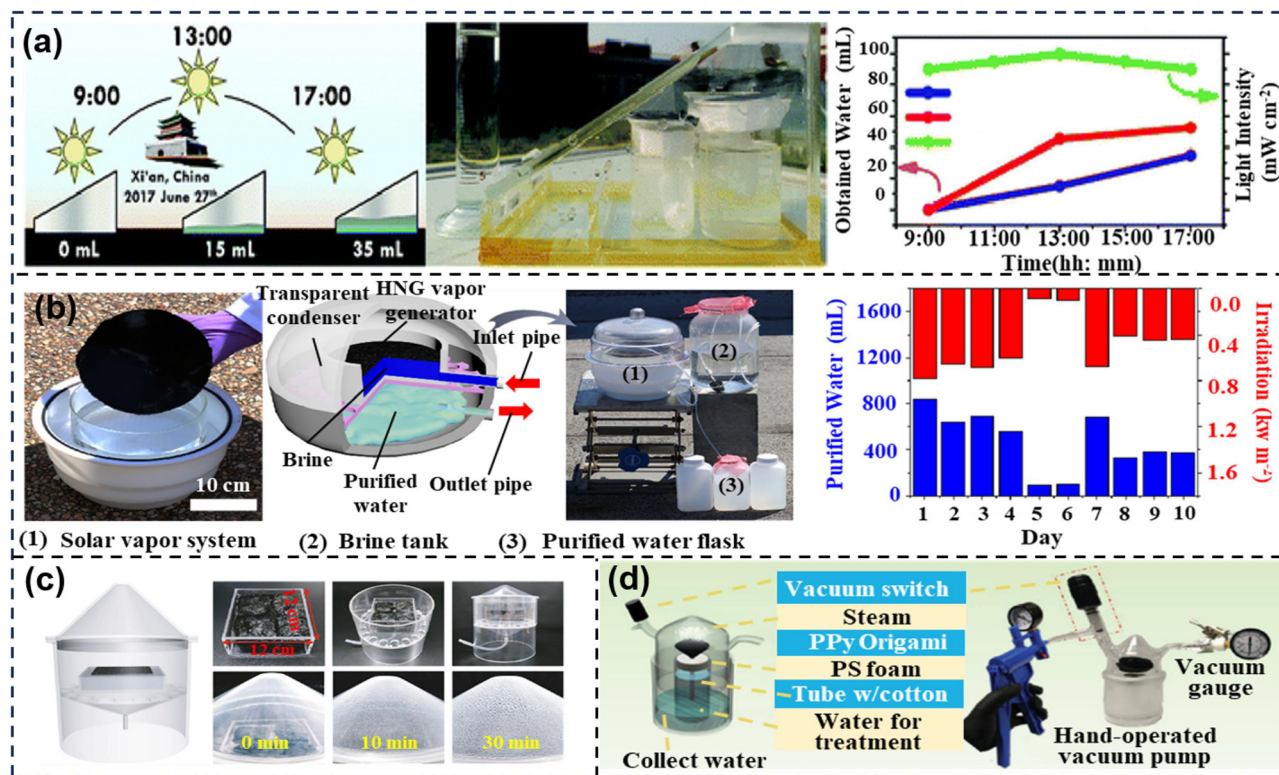 (a)
13:00
9:00
17:00
Xi'an, China
2017 June 27th
0 mL
15 mL
35 mL
Obtained Water (mL)
100
80
60
40
20
0
Light Intensity
(mW cm-2)
9:00 11:00 13:00 15:00 17:00
Time(hh: mm)
(b)
10 cm
Transparent
condenser
HNG vapor
generator
Inlet pipe
Brine
Purified
water
Outlet pipe
(1)
(2)
(3)
(1) Solar vapor system
(2) Brine tank
(3) Purified water flask
Purified Water (mL)
1600
1200
800
400
0
0.0
0.4
0.8
1.2
1.6
Irradiation (kw m-2)
1 2 3 4 5 6 7 8 9 10
Day
(c)
12 cm
12 cm
0 min
10 min
30 min
(d)
Vacuum switch
Steam
PPy Origami
PS foam
Tube w/cotton
Water for
treatment
Collect water
Vacuum
gauge
Hand-operated
vacuum pump